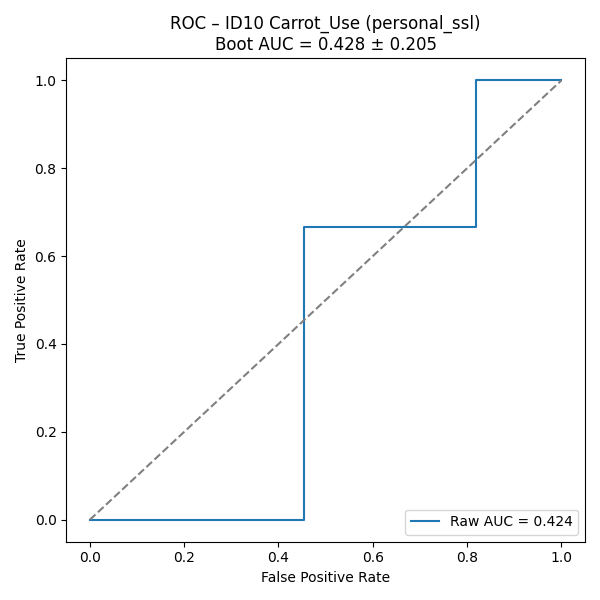 ROC – ID10 Carrot_Use (personal_ssl)
Boot AUC = 0.428 ± 0.205
1.0
0.8
0.6
0.4
0.2
0.0
True Positive Rate
Raw AUC = 0.424
0.0 0.2 0.4 0.6 0.8 1.0
False Positive Rate